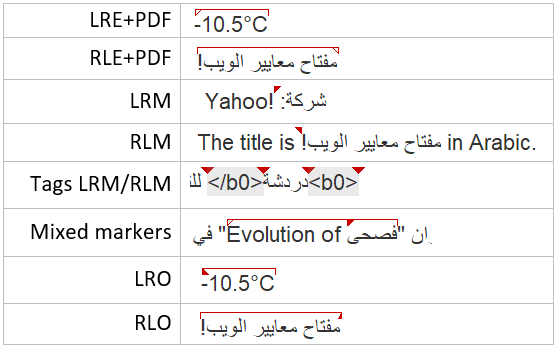 LRE+PDF -10.5°C
RLE+PDF مفتاح معايير الويب!
LRM شركة: Yahoo!
RLM The title is مفتاح معايير الويب! in Arabic.
Tags LRM/RLM <b0>دردشة</b0>
Mixed markers "Evolution of فصحى" في
LRO -10.5°C
RLO مفتاح معايير الويب!